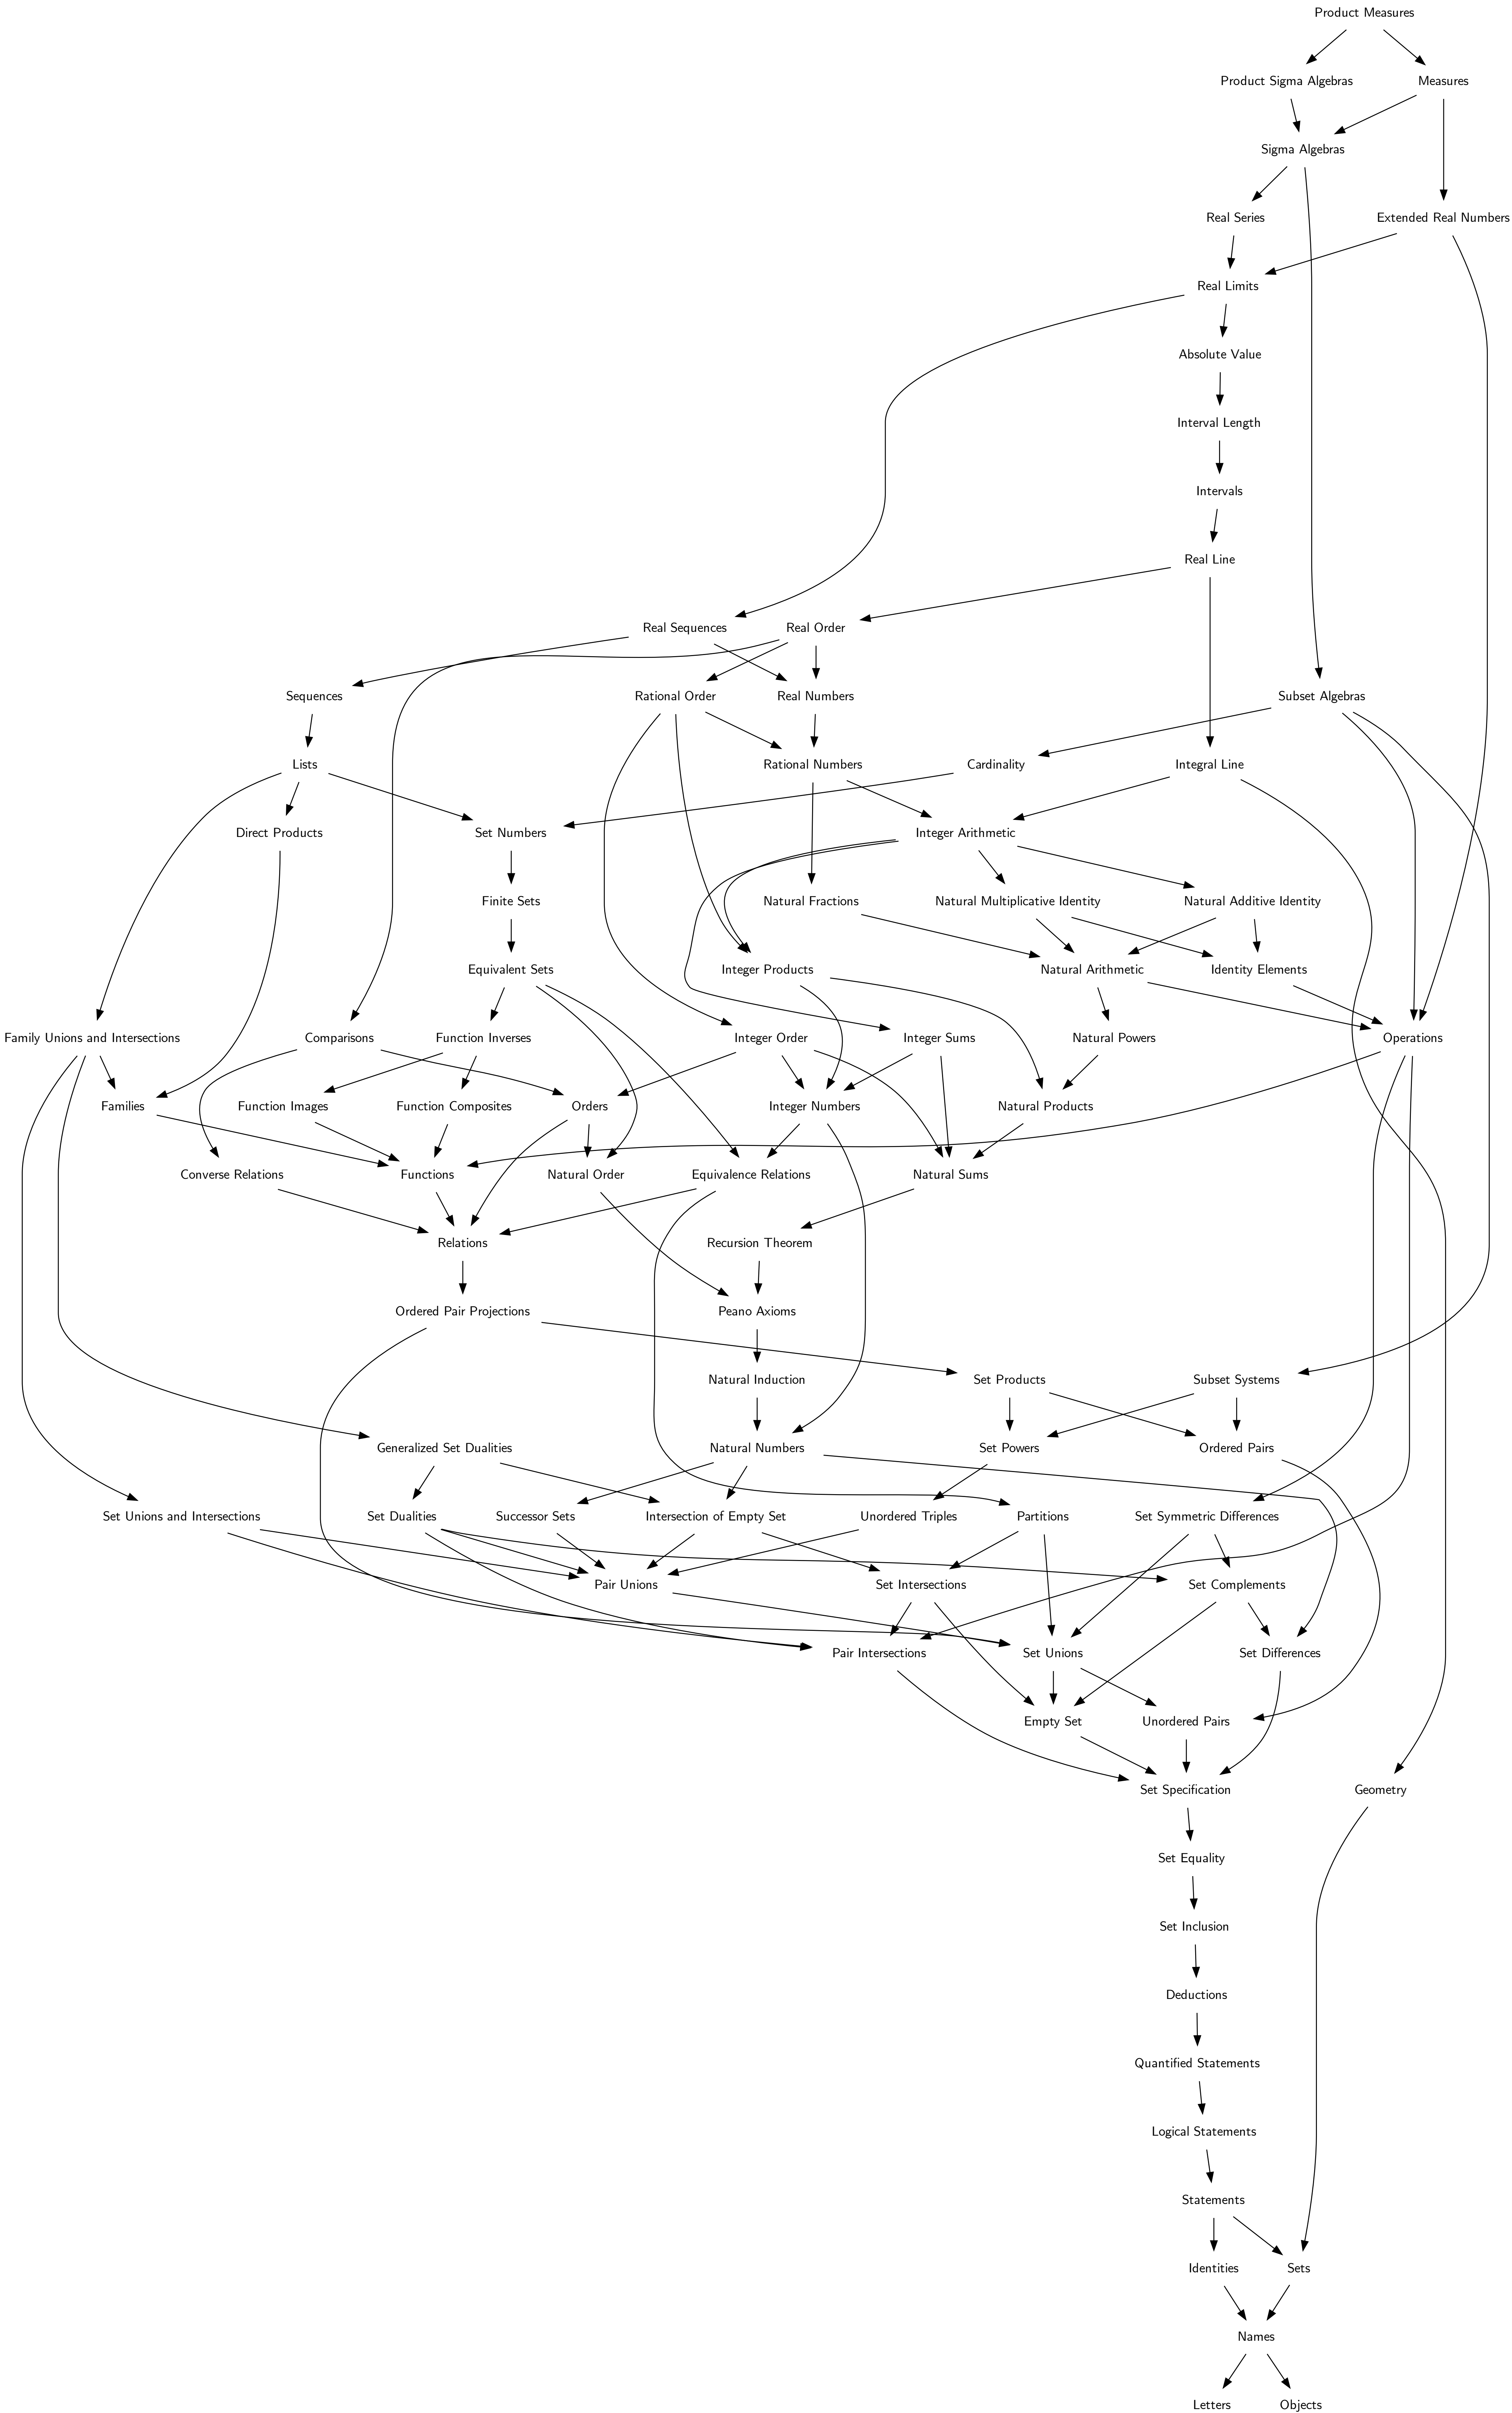 Product Measures
Product Sigma Algebras
Measures
Sigma Algebras
Real Series
Extended Real Numbers
Real Limits
Absolute Value
Interval Length
Intervals
Real Line
Real Sequences
Real Order
Sequences
Rational Order
Real Numbers
Subset Algebras
Lists
Rational Numbers
Cardinality
Integral Line
Direct Products
Set Numbers
Integer Arithmetic
Finite Sets
Natural Fractions
Natural Multiplicative Identity
Natural Additive Identity
Equivalent Sets
Integer Products
Natural Arithmetic
Identity Elements
Family Unions and Intersections
Comparisons
Function Inverses
Integer Order
Integer Sums
Natural Powers
Operations
Families
Function Images
Function Composites
Orders
Integer Numbers
Natural Products
Converse Relations
Functions
Natural Order
Equivalence Relations
Natural Sums
Relations
Recursion Theorem
Ordered Pair Projections
Peano Axioms
Natural Induction
Set Products
Subset Systems
Generalized Set Dualities
Natural Numbers
Set Powers
Ordered Pairs
Set Unions and Intersections
Set Dualities
Successor Sets
Intersection of Empty Set
Unordered Triples
Partitions
Set Symmetric Differences
Pair Unions
Set Intersections
Set Complements
Pair Intersections
Set Unions
Set Differences
Empty Set
Unordered Pairs
Set Specification
Geometry
Set Equality
Set Inclusion
Deductions
Quantified Statements
Logical Statements
Statements
Identities
Sets
Names
Letters
Objects